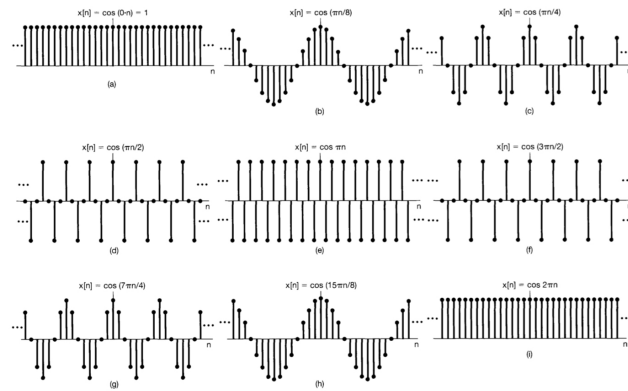 x[n] = cos (0·n) = 1
n
(a)
x[n] = cos (πn/8)
n
(b)
x[n] = cos (πn/4)
n
(c)
x[n] = cos (πn/2)
n
(d)
x[n] = cos πn
n
(e)
x[n] = cos (3πn/2)
n
(f)
x[n] = cos (7πn/4)
n
(g)
x[n] = cos (15πn/8)
n
(h)
x[n] = cos 2πn
n
(i)